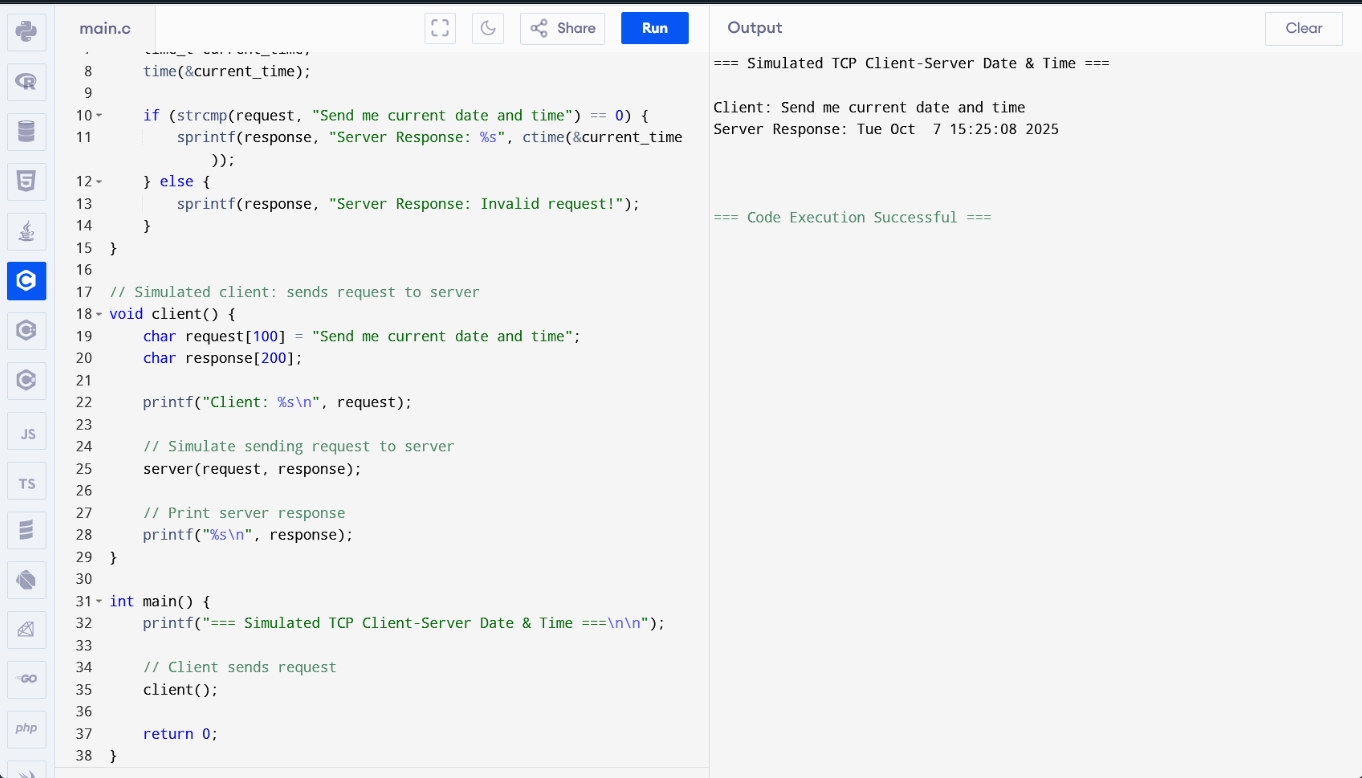 main.c
Share
Run
Output
Clear
time_t current_time;
8 time(&current_time);
9
10 if (strcmp(request, "Send me current date and time") == 0) {
11 sprintf(response, "Server Response: %s", ctime(&current_time
));
12 } else {
13 sprintf(response, "Server Response: Invalid request!");
14 }
15 }
16
17 // Simulated client: sends request to server
18 void client() {
19 char request[100] = "Send me current date and time";
20 char response[200];
21
22 printf("Client: %s\n", request);
23
24 // Simulate sending request to server
25 server(request, response);
26
27 // Print server response
28 printf("%s\n", response);
29 }
30
31 int main() {
32 printf("=== Simulated TCP Client-Server Date & Time ===\n\n");
33
34 // Client sends request
35 client();
36
37 return 0;
38 }
=== Simulated TCP Client-Server Date & Time ===
Client: Send me current date and time
Server Response: Tue Oct  7 15:25:08 2025
=== Code Execution Successful ===
R
5
C
C
C
JS
TS
GO
php